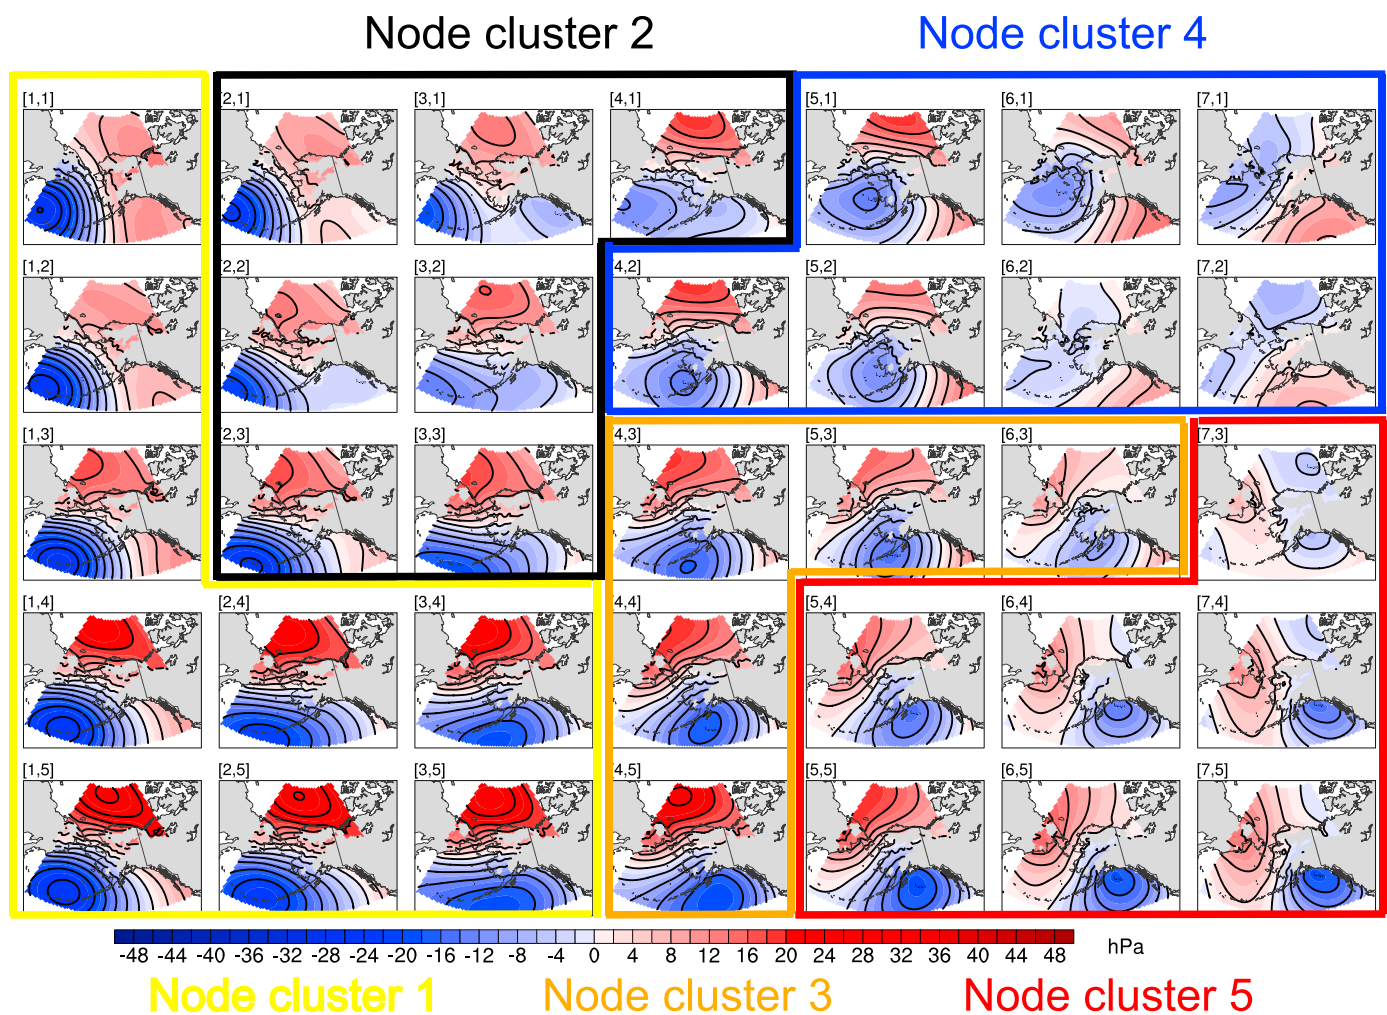 Node cluster 2 Node cluster 4
[1,1] [2,1] [3,1] [4,1] [5,1] [6,1] [7,1]
[1,2] [2,2] [3,2] [4,2] [5,2] [6,2] [7,2]
[1,3] [2,3] [3,3] [4,3] [5,3] [6,3] [7,3]
[1,4] [2,4] [3,4] [4,4] [5,4] [6,4] [7,4]
[1,5] [2,5] [3,5] [4,5] [5,5] [6,5] [7,5]
-48 -44 -40 -36 -32 -28 -24 -20 -16 -12 -8 -4 0 4 8 12 16 20 24 28 32 36 40 44 48 hPa
Node cluster 1 Node cluster 3 Node cluster 5